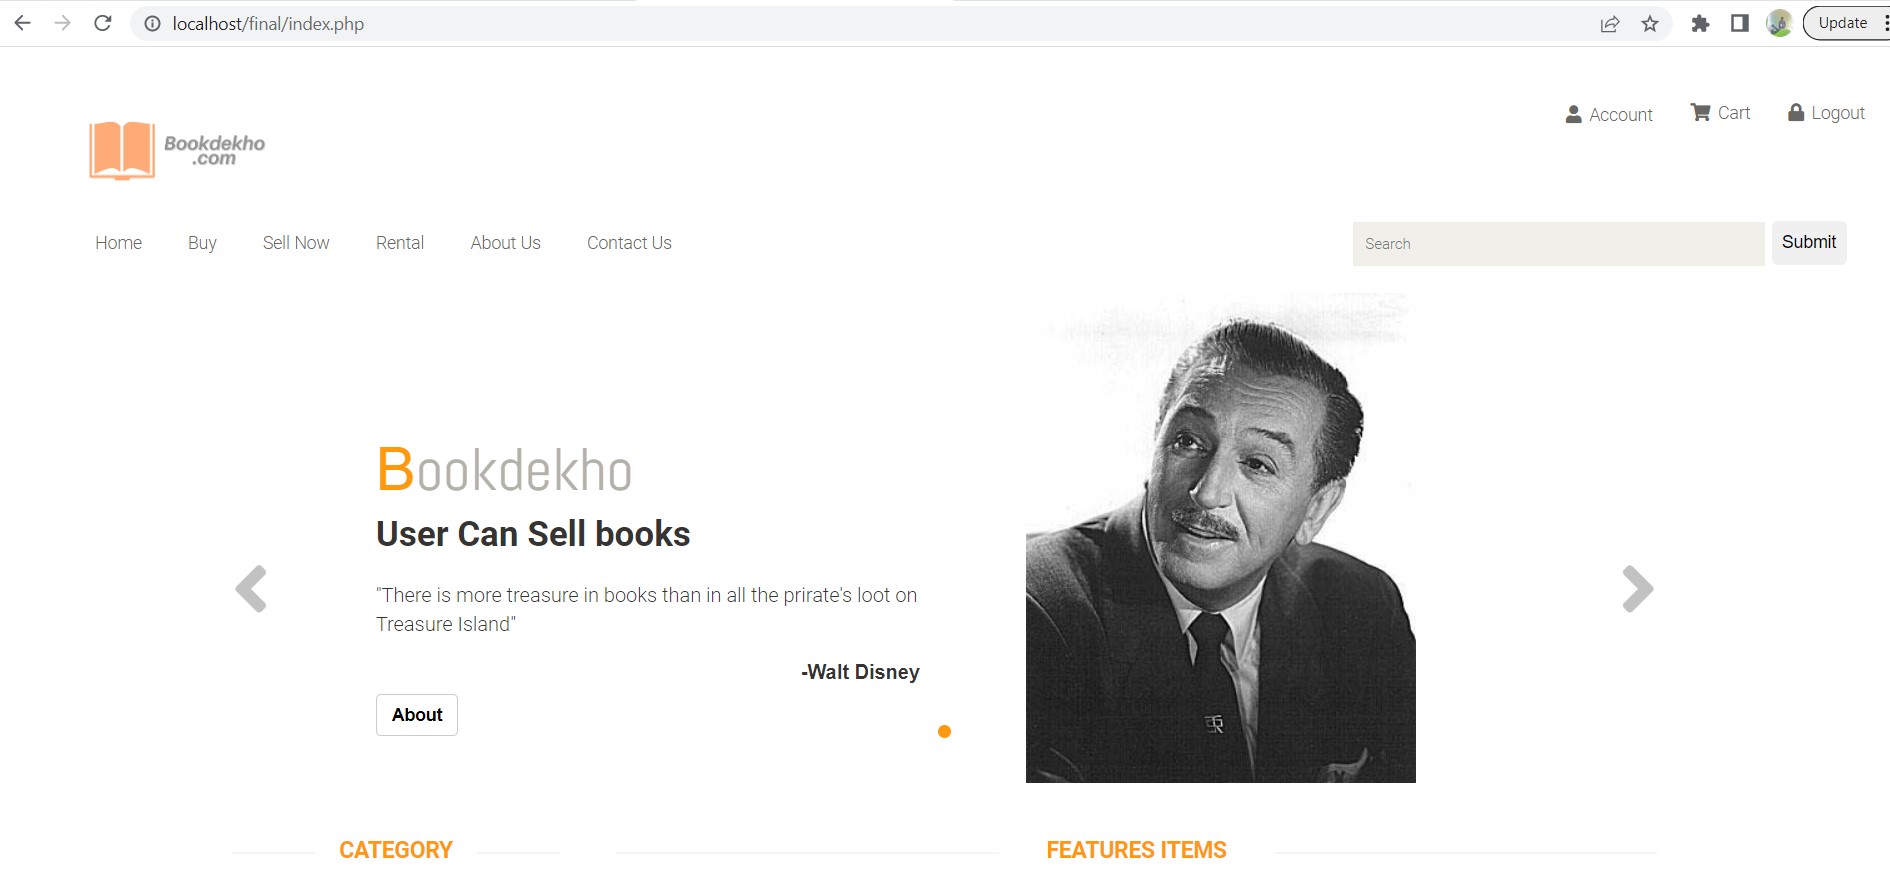 localhost/final/index.php
Update
Account Cart Logout
Bookdekho
.com
Home Buy Sell Now Rental About Us Contact Us
Search Submit
Bookdekho
User Can Sell books
"There is more treasure in books than in all the prirate's loot on
Treasure Island"
-Walt Disney
About
CATEGORY
FEATURES ITEMS